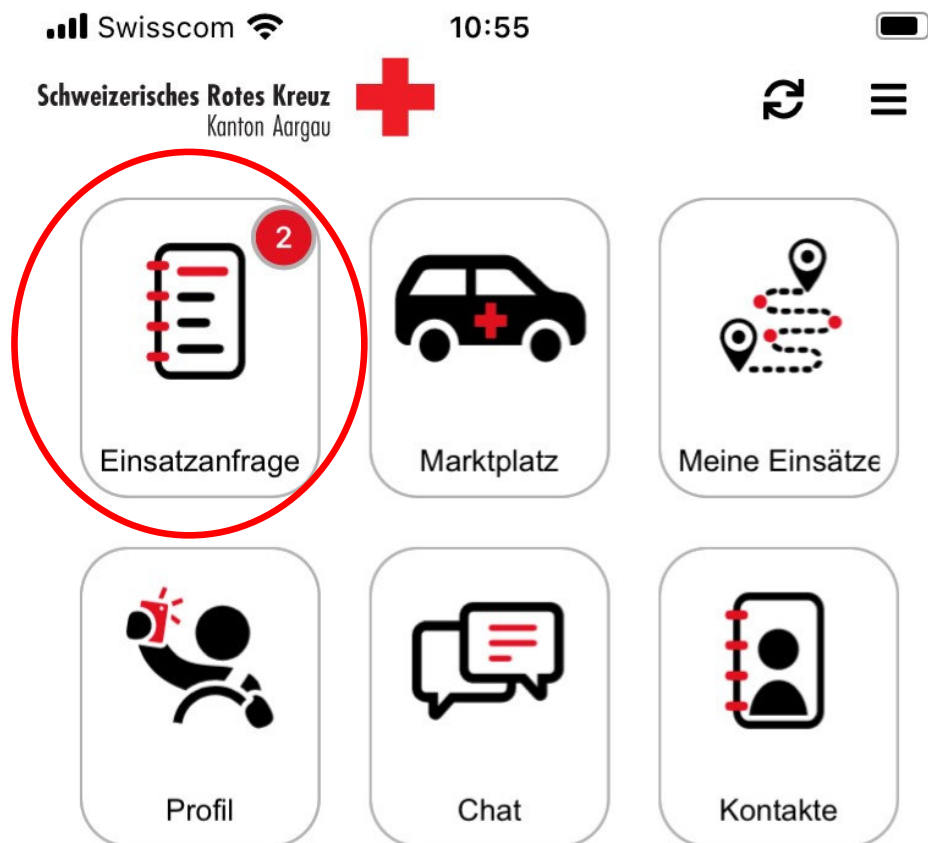 Swisscom 10:55
Schweizerisches Rotes Kreuz
Kanton Aargau
2
Einsatzanfrage Marktplatz Meine Einsätze
Profil Chat Kontakte